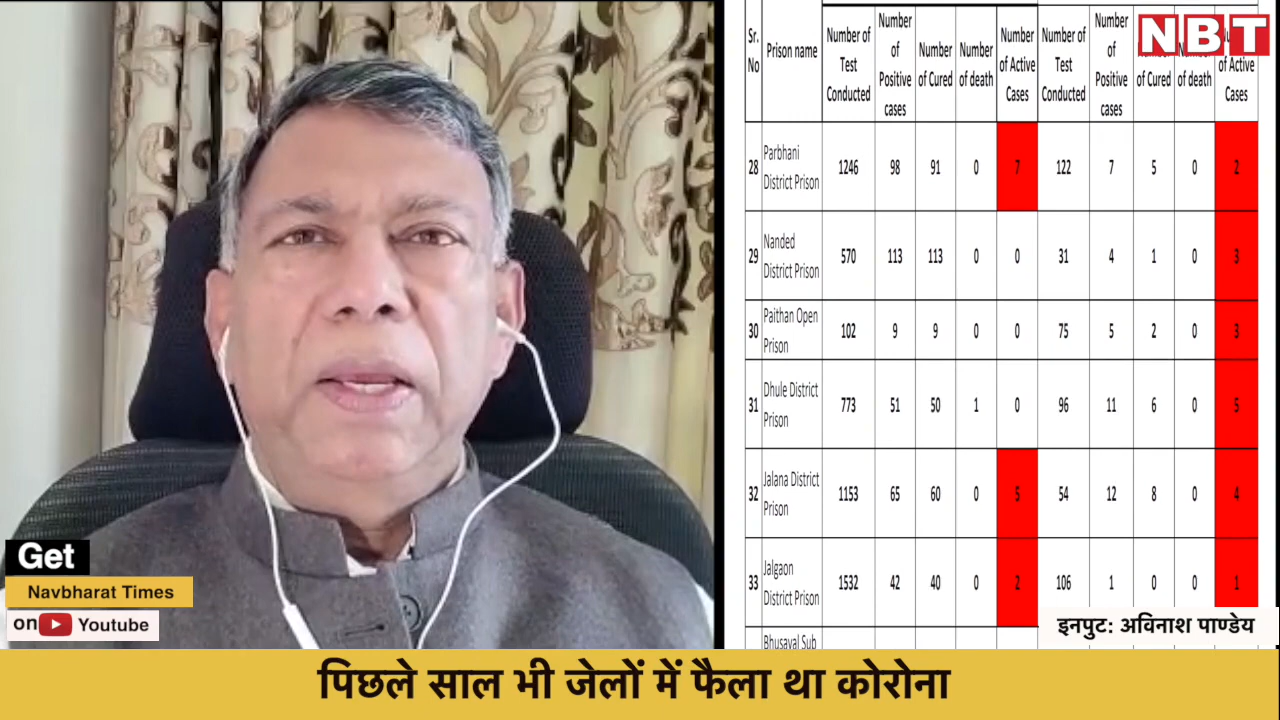 NBT
Sr. No | Prison name | Number of Test Conducted | Number of Positive cases | Number of Cured | Number of death | Number of Active Cases | Number of Test Conducted | Number of Positive cases | of Cured | of death | of Active Cases
28 | Parbhani District Prison | 1246 | 98 | 91 | 0 | 7 | 122 | 7 | 5 | 0 | 2
29 | Nanded District Prison | 570 | 113 | 113 | 0 | 0 | 31 | 4 | 1 | 0 | 3
30 | Paithan Open Prison | 102 | 9 | 9 | 0 | 0 | 75 | 5 | 2 | 0 | 3
31 | Dhule District Prison | 773 | 51 | 50 | 1 | 0 | 96 | 11 | 6 | 0 | 5
32 | Jalana District Prison | 1153 | 65 | 60 | 0 | 5 | 54 | 12 | 8 | 0 | 4
33 | Jalgaon District Prison | 1532 | 42 | 40 | 0 | 2 | 106 | 1 | 0 | 0 | 1
Bhusaval Sub
Get
Navbharat Times
on YouTube
इनपुट: अविनाश पाण्डेय
पिछले साल भी जेलों में फैला था कोरोना